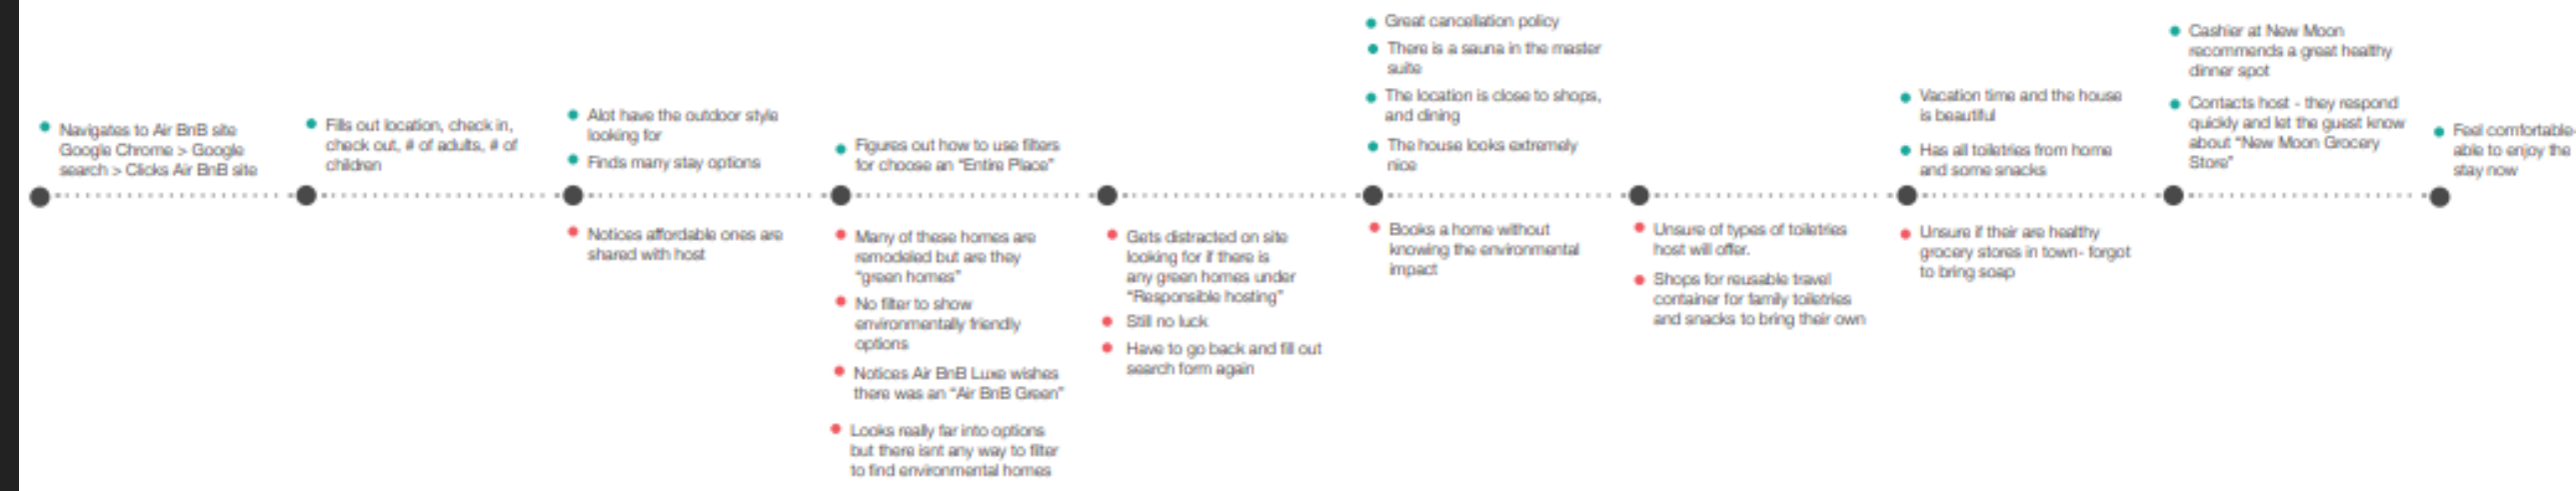 Navigates to Air BnB site
Google Chrome > Google
search > Clicks Air BnB site
Fills out location, check in,
check out, # of adults, # of
children
Alot have the outdoor style
looking for
Finds many stay options
Notices affordable ones are
shared with host
Figures out how to use filters
for choose an "Entire Place"
Many of these homes are
remodeled but are they
"green homes"
No filter to show
environmentally friendly
options
Notices Air BnB Luxe wishes
there was an "Air BnB Green"
Looks really far into options
but there isnt any way to filter
to find environmental homes
Gets distracted on site
looking for if there is
any green homes under
"Responsible hosting"
Still no luck
Have to go back and fill out
search form again
Great cancellation policy
There is a sauna in the master
suite
The location is close to shops,
and dining
The house looks extremely
nice
Books a home without
knowing the environmental
impact
Unsure of types of toiletries
host will offer.
Shops for reusable travel
container for family toiletries
and snacks to bring their own
Vacation time and the house
is beautiful
Has all toiletries from home
and some snacks
Unsure if their are healthy
grocery stores in town- forgot
to bring soap
Cashier at New Moon
recommends a great healthy
dinner spot
Contacts host - they respond
quickly and let the guest know
about "New Moon Grocery
Store"
Feel comfortable
able to enjoy the
stay now